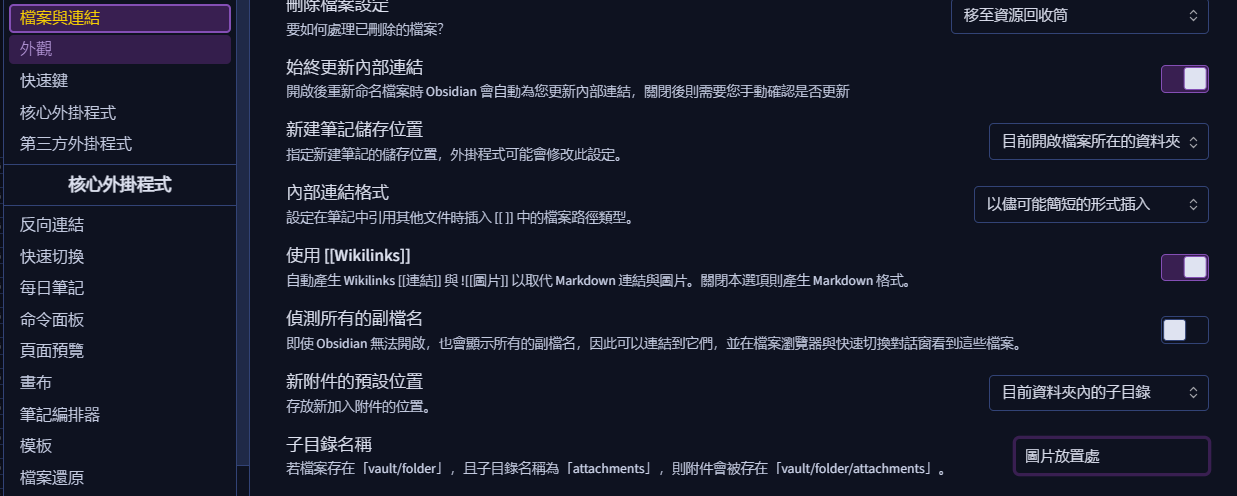 檔案與連結
外觀
快速鍵
核心外掛程式
第三方外掛程式
核心外掛程式
反向連結
快速切換
每日筆記
命令面板
頁面預覽
畫布
筆記編排器
模板
檔案還原
刪除檔案設定
要如何處理已刪除的檔案?
移至資源回收筒
始終更新內部連結
開啟後重新命名檔案時 Obsidian 會自動為您更新內部連結，關閉後則需要您手動確認是否更新
新建筆記儲存位置
指定新建筆記的儲存位置，外掛程式可能會修改此設定。
目前開啟檔案所在的資料夾
內部連結格式
設定在筆記中引用其他文件時插入 [[ ]] 中的檔案路徑類型。
以儘可能簡短的形式插入
使用 [[Wikilinks]]
自動產生 Wikilinks [[連結]] 與 ![[圖片]] 以取代 Markdown 連結與圖片。關閉本選項則產生 Markdown 格式。
偵測所有的副檔名
即使 Obsidian 無法開啟，也會顯示所有的副檔名，因此可以連結到它們，並在檔案瀏覽器與快速切換對話窗看到這些檔案。
新附件的預設位置
存放新加入附件的位置。
目前資料夾內的子目錄
子目錄名稱
若檔案存在「vault/folder」，且子目錄名稱為「attachments」，則附件會被存在「vault/folder/attachments」。
圖片放置處